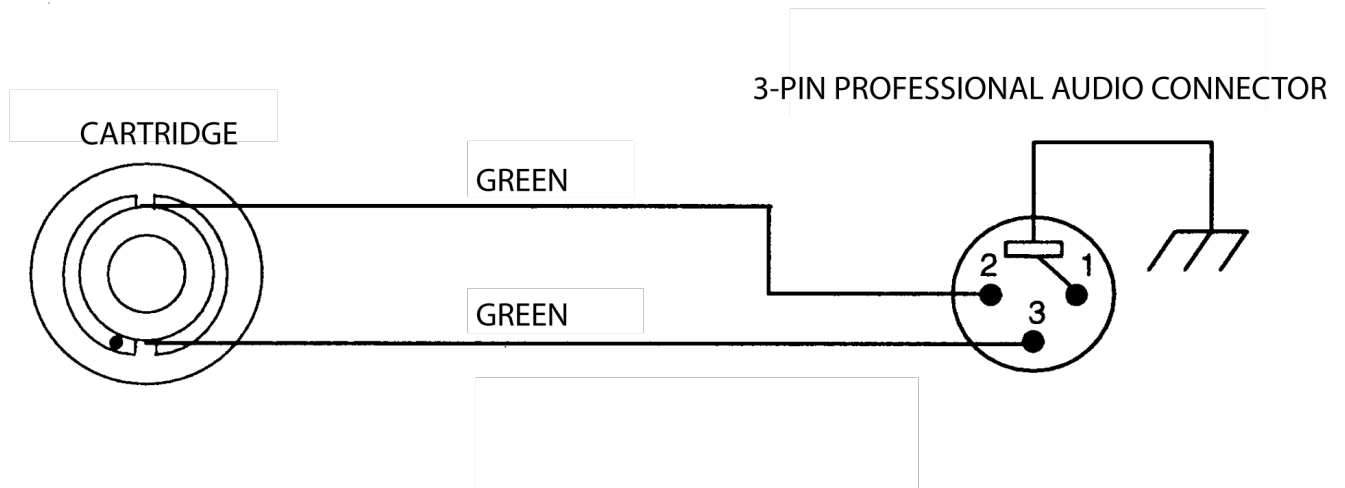 3-PIN PROFESSIONAL AUDIO CONNECTOR
CARTRIDGE
GREEN
2
1
GREEN
3